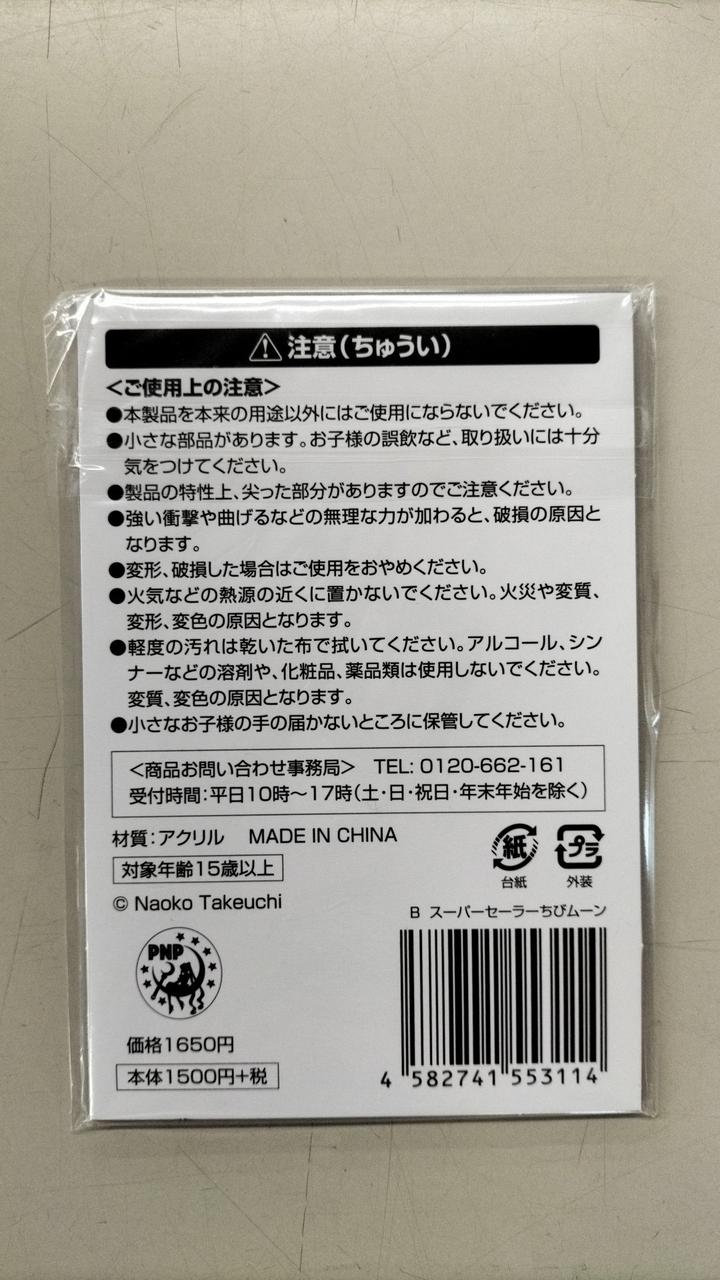 注意(ちゅうい)
<ご使用上の注意>
●本製品を本来の用途以外にはご使用にならないでください。
●小さな部品があります。お子様の誤飲など、取り扱いには十分
気をつけてください。
●製品の特性上、尖った部分がありますのでご注意ください。
●強い衝撃や曲げるなどの無理な力が加わると、破損の原因と
なります。
●変形、破損した場合はご使用をおやめください。
●火気などの熱源の近くに置かないでください。火災や変質、
変形、変色の原因となります。
●軽度の汚れは乾いた布で拭いてください。アルコール、シン
ナーなどの溶剤や、化粧品、薬品類は使用しないでください。
変質、変色の原因となります。
●小さなお子様の手の届かないところに保管してください。
<商品お問い合わせ事務局> TEL: 0120-662-161
受付時間:平日10時~17時(土・日・祝日・年末年始を除く)
材質:アクリル MADE IN CHINA
対象年齢15歳以上
紙 プラ
台紙 外装
© Naoko Takeuchi
B スーパーセーラーちびムーン
PNP
価格1650円
本体1500円+税
4 582741 553114